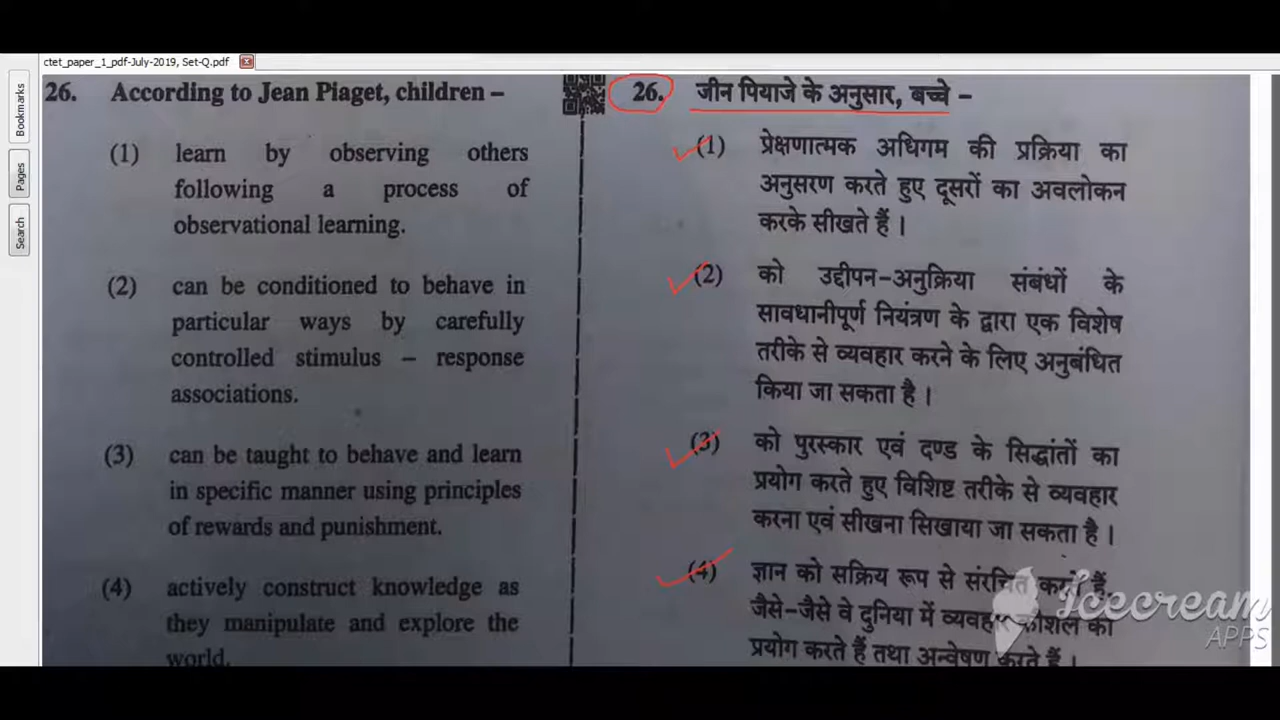 ctet_paper_1_pdf-July-2019, Set-Q.pdf
Bookmarks
Pages
Search
26. According to Jean Piaget, children –
(1) learn by observing others
following a process of
observational learning.
(2) can be conditioned to behave in
particular ways by carefully
controlled stimulus – response
associations.
(3) can be taught to behave and learn
in specific manner using principles
of rewards and punishment.
(4) actively construct knowledge as
they manipulate and explore the
world.
26. जीन पियाजे के अनुसार, बच्चे –
(1) प्रेक्षणात्मक अधिगम की प्रक्रिया का
अनुसरण करते हुए दूसरों का अवलोकन
करके सीखते हैं ।
(2) को उद्दीपन-अनुक्रिया संबंधों के
सावधानीपूर्ण नियंत्रण के द्वारा एक विशेष
तरीके से व्यवहार करने के लिए अनुबंधित
किया जा सकता है ।
(3) को पुरस्कार एवं दण्ड के सिद्धांतों का
प्रयोग करते हुए विशिष्ट तरीके से व्यवहार
करना एवं सीखना सिखाया जा सकता है ।
(4) ज्ञान को सक्रिय रूप से संरचित करते हैं,
जैसे-जैसे वे दुनिया में व्यवहार कौशल का
प्रयोग करते हैं तथा अन्वेषण करते हैं ।
Icecream
APPS